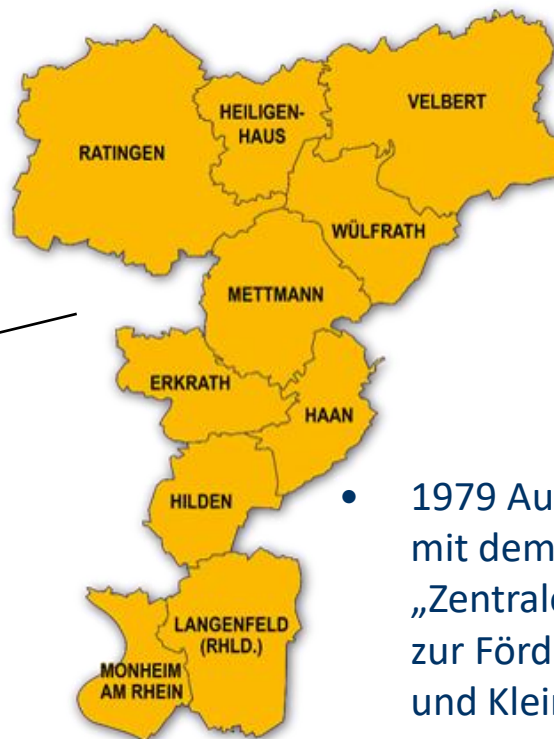 VELBERT
HEILIGEN-
HAUS
RATINGEN
WÜLFRATH
METTMANN
ERKRATH
HAAN
HILDEN
LANGENFELD
(RHLD.)
MONHEIM
AM RHEIN
• 1979 Au
mit dem
„Zentral
zur Förd
und Klei